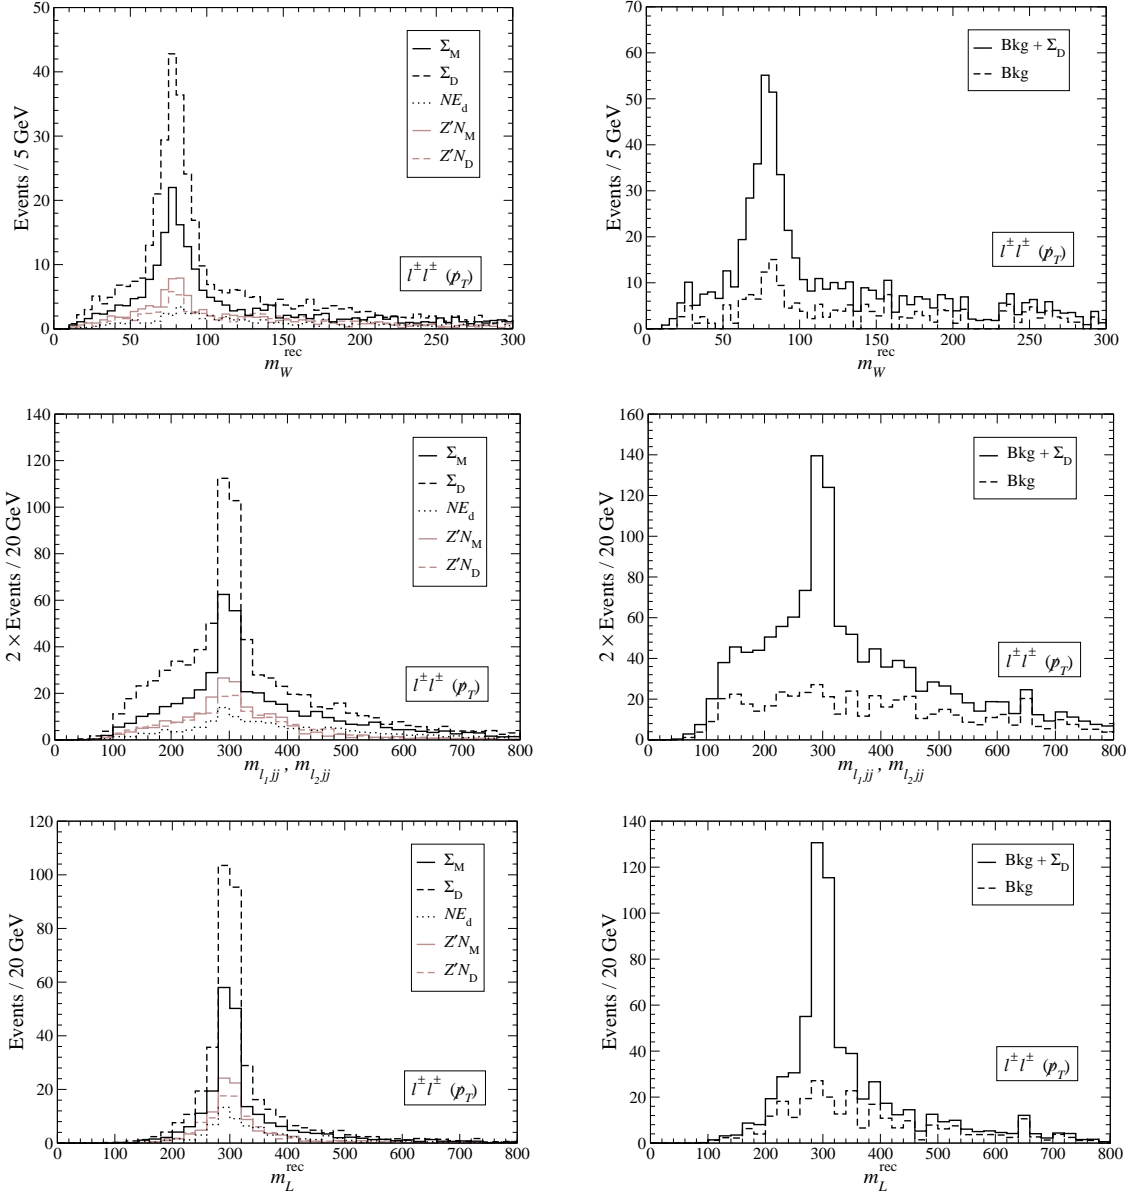 50
40
30
20
10
0
Events / 5 GeV
Σ_M
Σ_D
NE_d
Z'N_M
Z'N_D
l^± l^± (p̸_T)
0 50 100 150 200 250 300
m_W^rec
70
60
50
40
30
20
10
0
Events / 5 GeV
Bkg + Σ_D
Bkg
l^± l^± (p̸_T)
0 50 100 150 200 250 300
m_W^rec
140
120
100
80
60
40
20
0
2 × Events / 20 GeV
Σ_M
Σ_D
NE_d
Z'N_M
Z'N_D
l^± l^± (p̸_T)
0 100 200 300 400 500 600 700 800
m_{l_1 jj} , m_{l_2 jj}
160
140
120
100
80
60
40
20
0
2 × Events / 20 GeV
Bkg + Σ_D
Bkg
l^± l^± (p̸_T)
0 100 200 300 400 500 600 700 800
m_{l_1 jj} , m_{l_2 jj}
120
100
80
60
40
20
0
Events / 20 GeV
Σ_M
Σ_D
NE_d
Z'N_M
Z'N_D
l^± l^± (p̸_T)
0 100 200 300 400 500 600 700 800
m_L^rec
140
120
100
80
60
40
20
0
Events / 20 GeV
Bkg + Σ_D
Bkg
l^± l^± (p̸_T)
0 100 200 300 400 500 600 700 800
m_L^rec